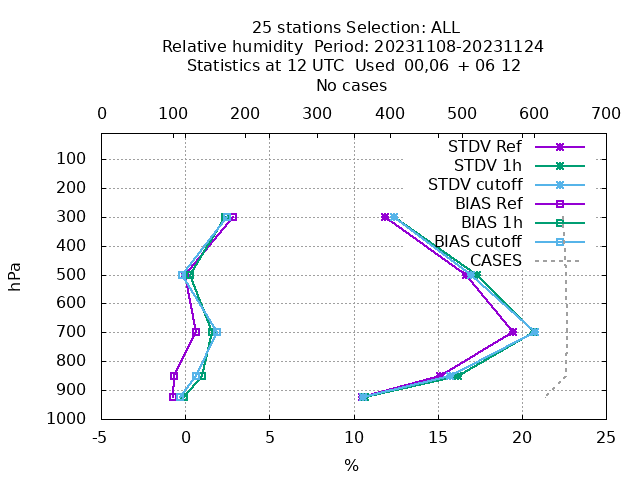 25 stations Selection: ALL
Relative humidity  Period: 20231108-20231124
Statistics at 12 UTC  Used  00,06  + 06 12
No cases
0 100 200 300 400 500 600 700
STDV Ref
100
STDV 1h
200
STDV cutoff
BIAS Ref
300
BIAS 1h
400
BIAS cutoff
CASES
500
hPa
600
700
800
900
1000
-5 0 5 10 15 20 25
%